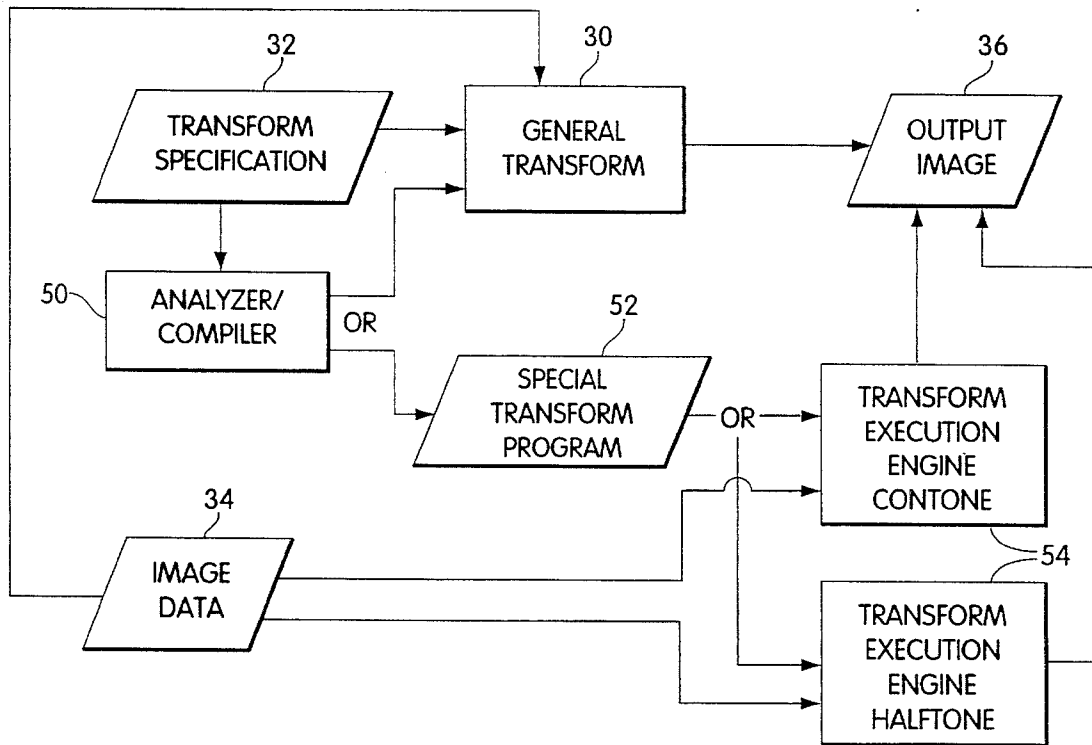 32
30
36
TRANSFORM
SPECIFICATION
GENERAL
TRANSFORM
OUTPUT
IMAGE
50
ANALYZER/
COMPILER
OR
52
SPECIAL
TRANSFORM
PROGRAM
OR
TRANSFORM
EXECUTION
ENGINE
CONTONE
34
IMAGE
DATA
54
TRANSFORM
EXECUTION
ENGINE
HALFTONE